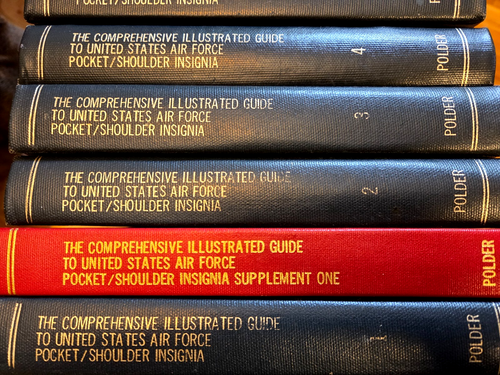 POCKET/SHOULDER INSIGNIA
THE COMPREHENSIVE ILLUSTRATED GUIDE
TO UNITED STATES AIR FORCE
POCKET/SHOULDER INSIGNIA
4
POLDER
THE COMPREHENSIVE ILLUSTRATED GUIDE
TO UNITED STATES AIR FORCE
POCKET/SHOULDER INSIGNIA
3
POLDER
THE COMPREHENSIVE ILLUSTRATED GUIDE
TO UNITED STATES AIR FORCE
POCKET/SHOULDER INSIGNIA
2
POLDER
THE COMPREHENSIVE ILLUSTRATED GUIDE
TO UNITED STATES AIR FORCE
POCKET/SHOULDER INSIGNIA SUPPLEMENT ONE
POLDER
THE COMPREHENSIVE ILLUSTRATED GUIDE
TO UNITED STATES AIR FORCE
POCKET/SHOULDER INSIGNIA
1
POLDER